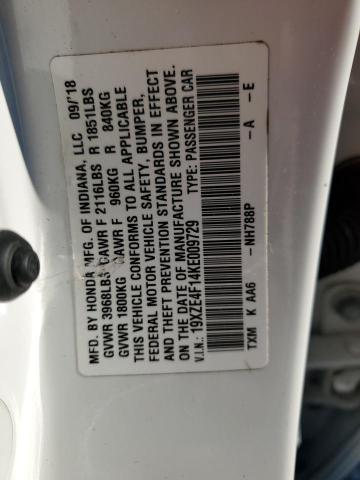 MFD. BY HONDA MFG. OF INDIANA, LLC 09/'18
GVWR 3968LBS GAWR F 2116LBS R 1851LBS
GVWR 1800KG GAWR F 960KG R 840KG
THIS VEHICLE CONFORMS TO ALL APPLICABLE
FEDERAL MOTOR VEHICLE SAFETY, BUMPER,
AND THEFT PREVENTION STANDARDS IN EFFECT
ON THE DATE OF MANUFACTURE SHOWN ABOVE.
V.I.N.: 19XZE4F14KE009729 TYPE: PASSENGER CAR
TXM K AA6 -NH788P -A -E